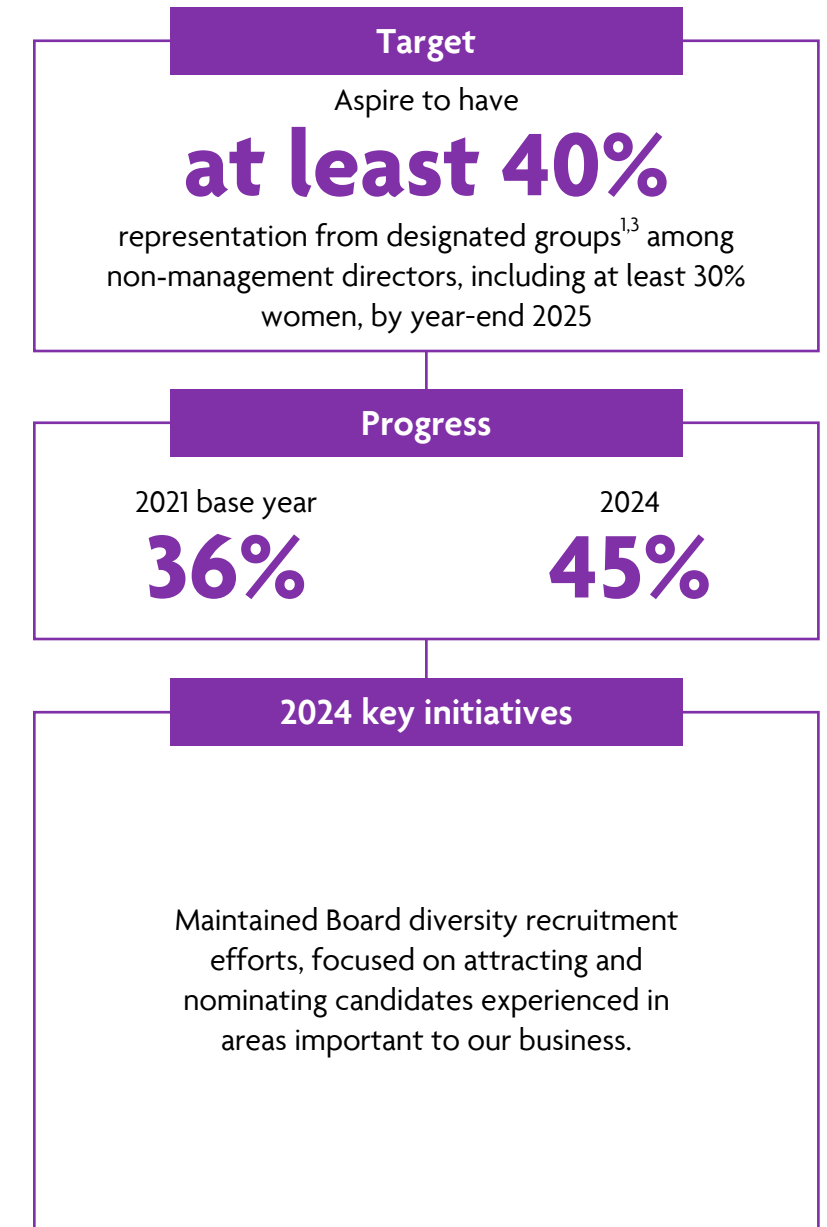 Target
Aspire to have
at least 40%
representation from designated groups1,3 among
non-management directors, including at least 30%
women, by year-end 2025
Progress
2021 base year
36%
2024
45%
2024 key initiatives
Maintained Board diversity recruitment
efforts, focused on attracting and
nominating candidates experienced in
areas important to our business.